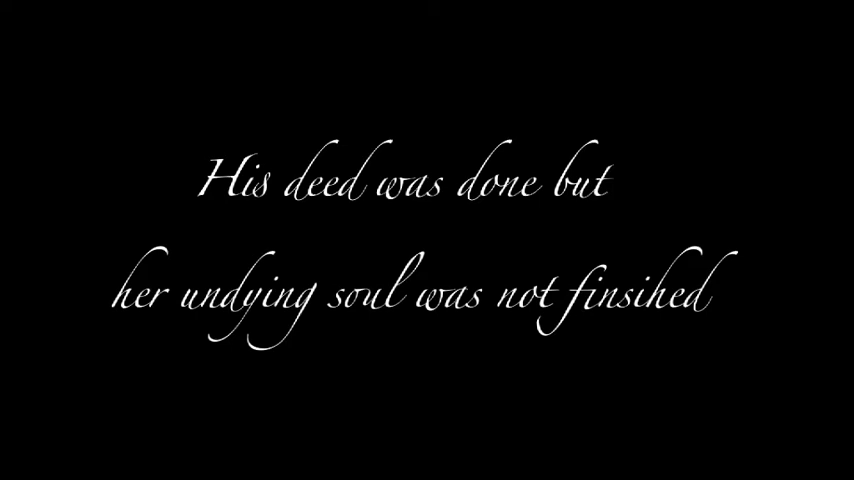 His deed was done but
her undying soul was not finsihed